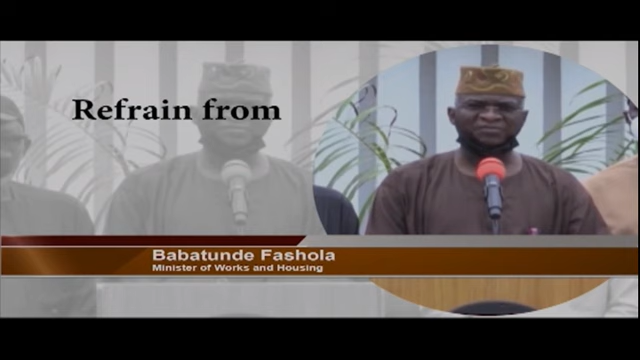 Refrain from
Babatunde Fashola
Minister of Works and Housing